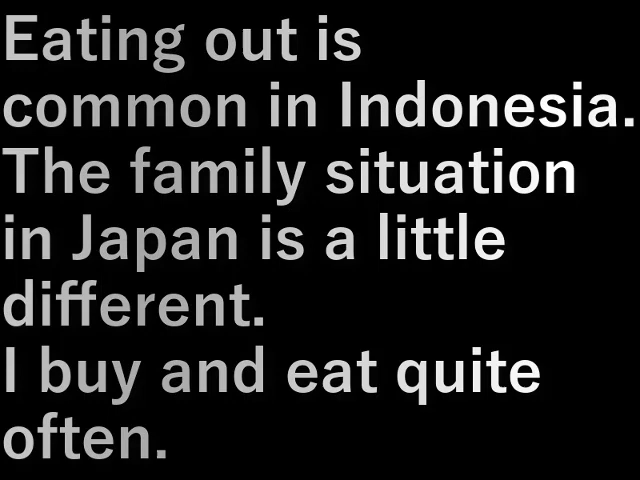 Eating out is
common in Indonesia.
The family situation
in Japan is a little
different.
I buy and eat quite
often.